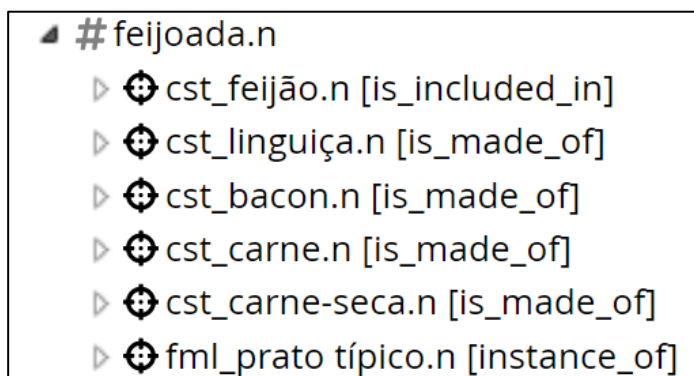 # feijoada.n
cst_feijão.n [is_included_in]
cst_linguiça.n [is_made_of]
cst_bacon.n [is_made_of]
cst_carne.n [is_made_of]
cst_carne-seca.n [is_made_of]
fml_prato típico.n [instance_of]